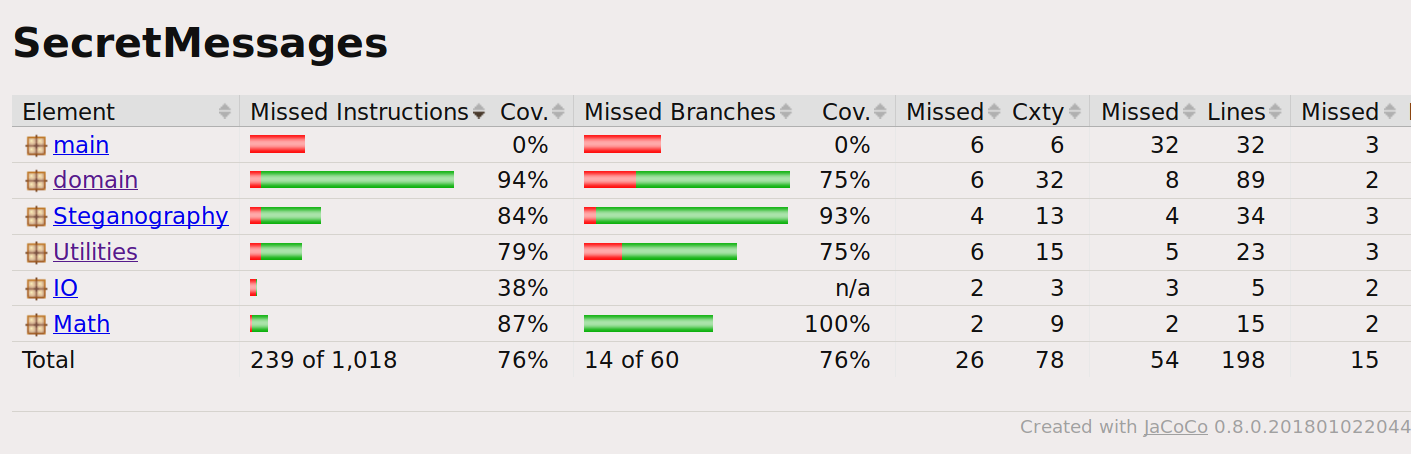 SecretMessages
Element Missed Instructions Cov. Missed Branches Cov. Missed Cxty Missed Lines Missed
main 0% 0% 6 6 32 32 3
domain 94% 75% 6 32 8 89 2
Steganography 84% 93% 4 13 4 34 3
Utilities 79% 75% 6 15 5 23 3
IO 38% n/a 2 3 3 5 2
Math 87% 100% 2 9 2 15 2
Total 239 of 1,018 76% 14 of 60 76% 26 78 54 198 15
Created with JaCoCo 0.8.0.201801022044